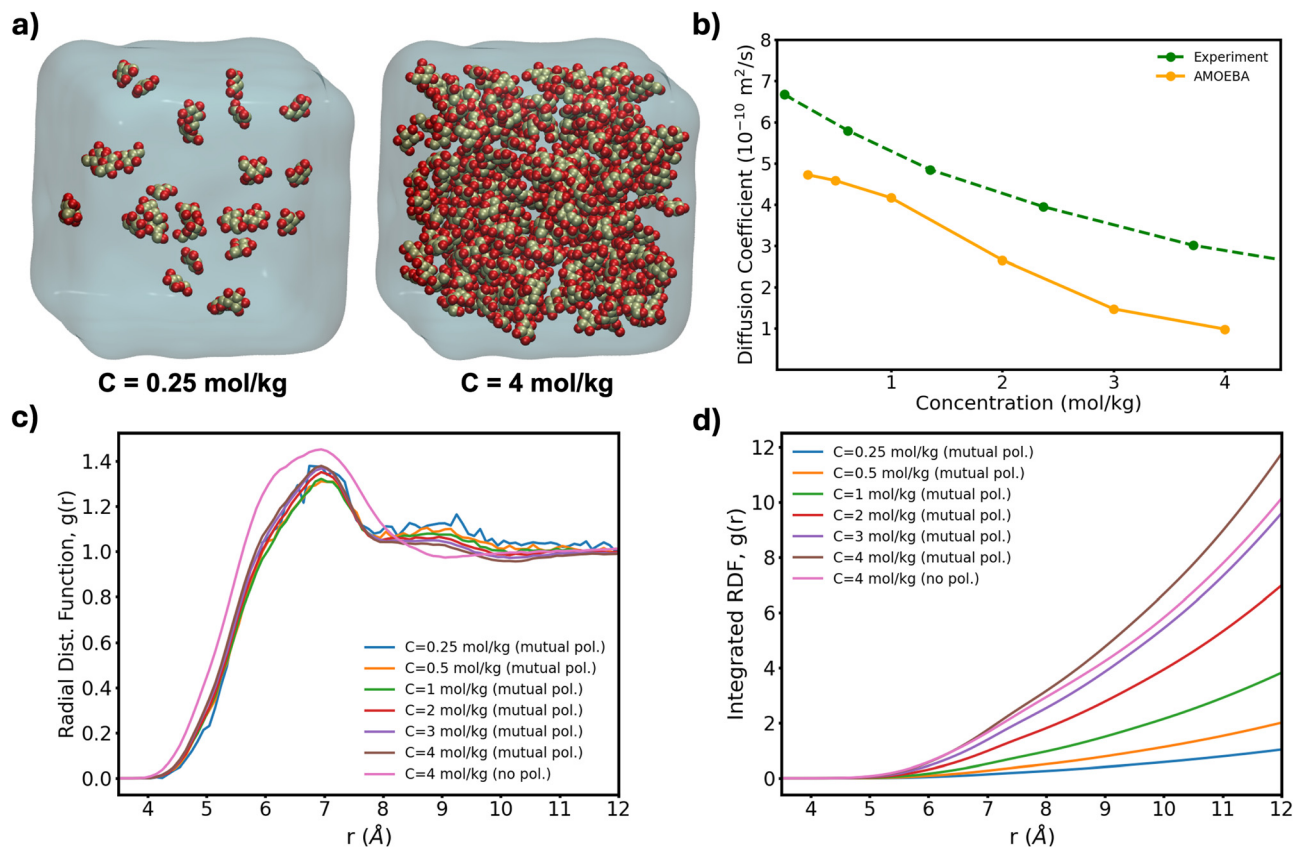 a)
C = 0.25 mol/kg
C = 4 mol/kg
b)
8
7
6
5
4
3
2
1
Diffusion Coefficient (10⁻¹⁰ m²/s)
Experiment
AMOEBA
1
2
3
4
Concentration (mol/kg)
c)
1.4
1.2
1.0
0.8
0.6
0.4
0.2
0.0
Radial Dist. Function, g(r)
C=0.25 mol/kg (mutual pol.)
C=0.5 mol/kg (mutual pol.)
C=1 mol/kg (mutual pol.)
C=2 mol/kg (mutual pol.)
C=3 mol/kg (mutual pol.)
C=4 mol/kg (mutual pol.)
C=4 mol/kg (no pol.)
4
5
6
7
8
9
10
11
12
r (Å)
d)
12
10
8
6
4
2
0
Integrated RDF, g(r)
C=0.25 mol/kg (mutual pol.)
C=0.5 mol/kg (mutual pol.)
C=1 mol/kg (mutual pol.)
C=2 mol/kg (mutual pol.)
C=3 mol/kg (mutual pol.)
C=4 mol/kg (mutual pol.)
C=4 mol/kg (no pol.)
4
5
6
7
8
9
10
11
12
r (Å)